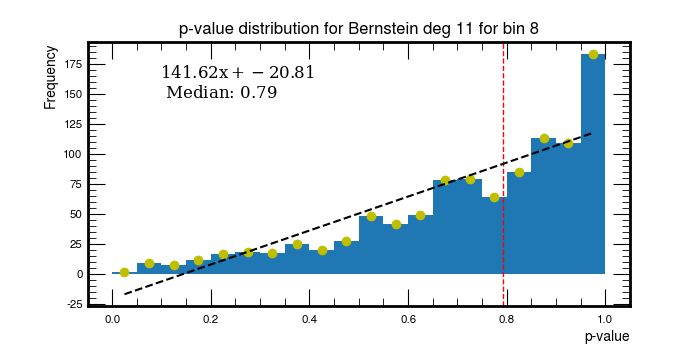 p-value distribution for Bernstein deg 11 for bin 8
Frequency
141.62x + −20.81
Median: 0.79
175
150
125
100
75
50
25
0
-25
0.0 0.2 0.4 0.6 0.8 1.0
p-value